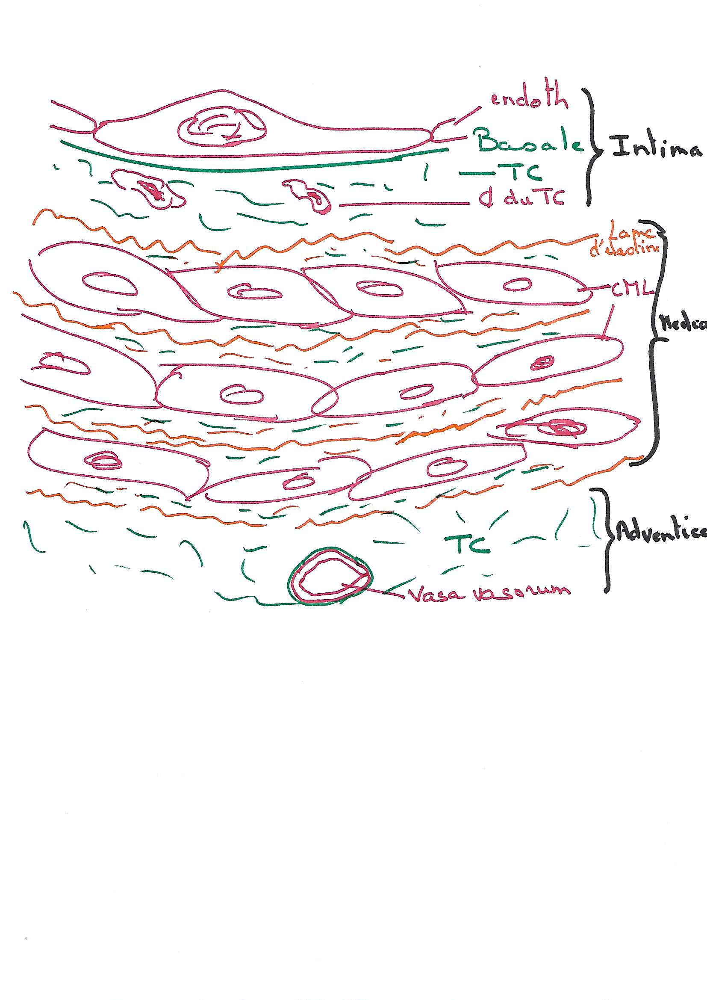 endoth
Basale
TC
Intima
du TC
Lame
d'élastine
CML
Media
TC
Adventice
Vasa vasorum